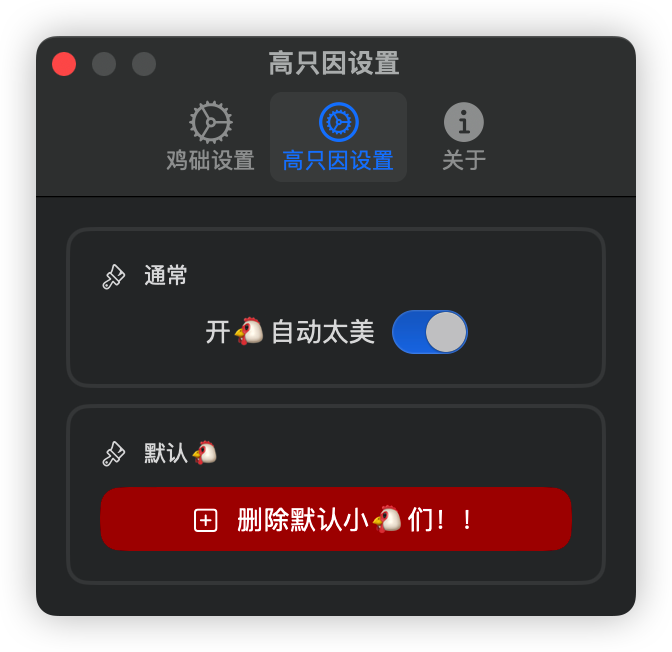 高只因设置
鸡础设置
高只因设置
关于
通常
开🐔自动太美
默认🐔
删除默认小🐔们！！